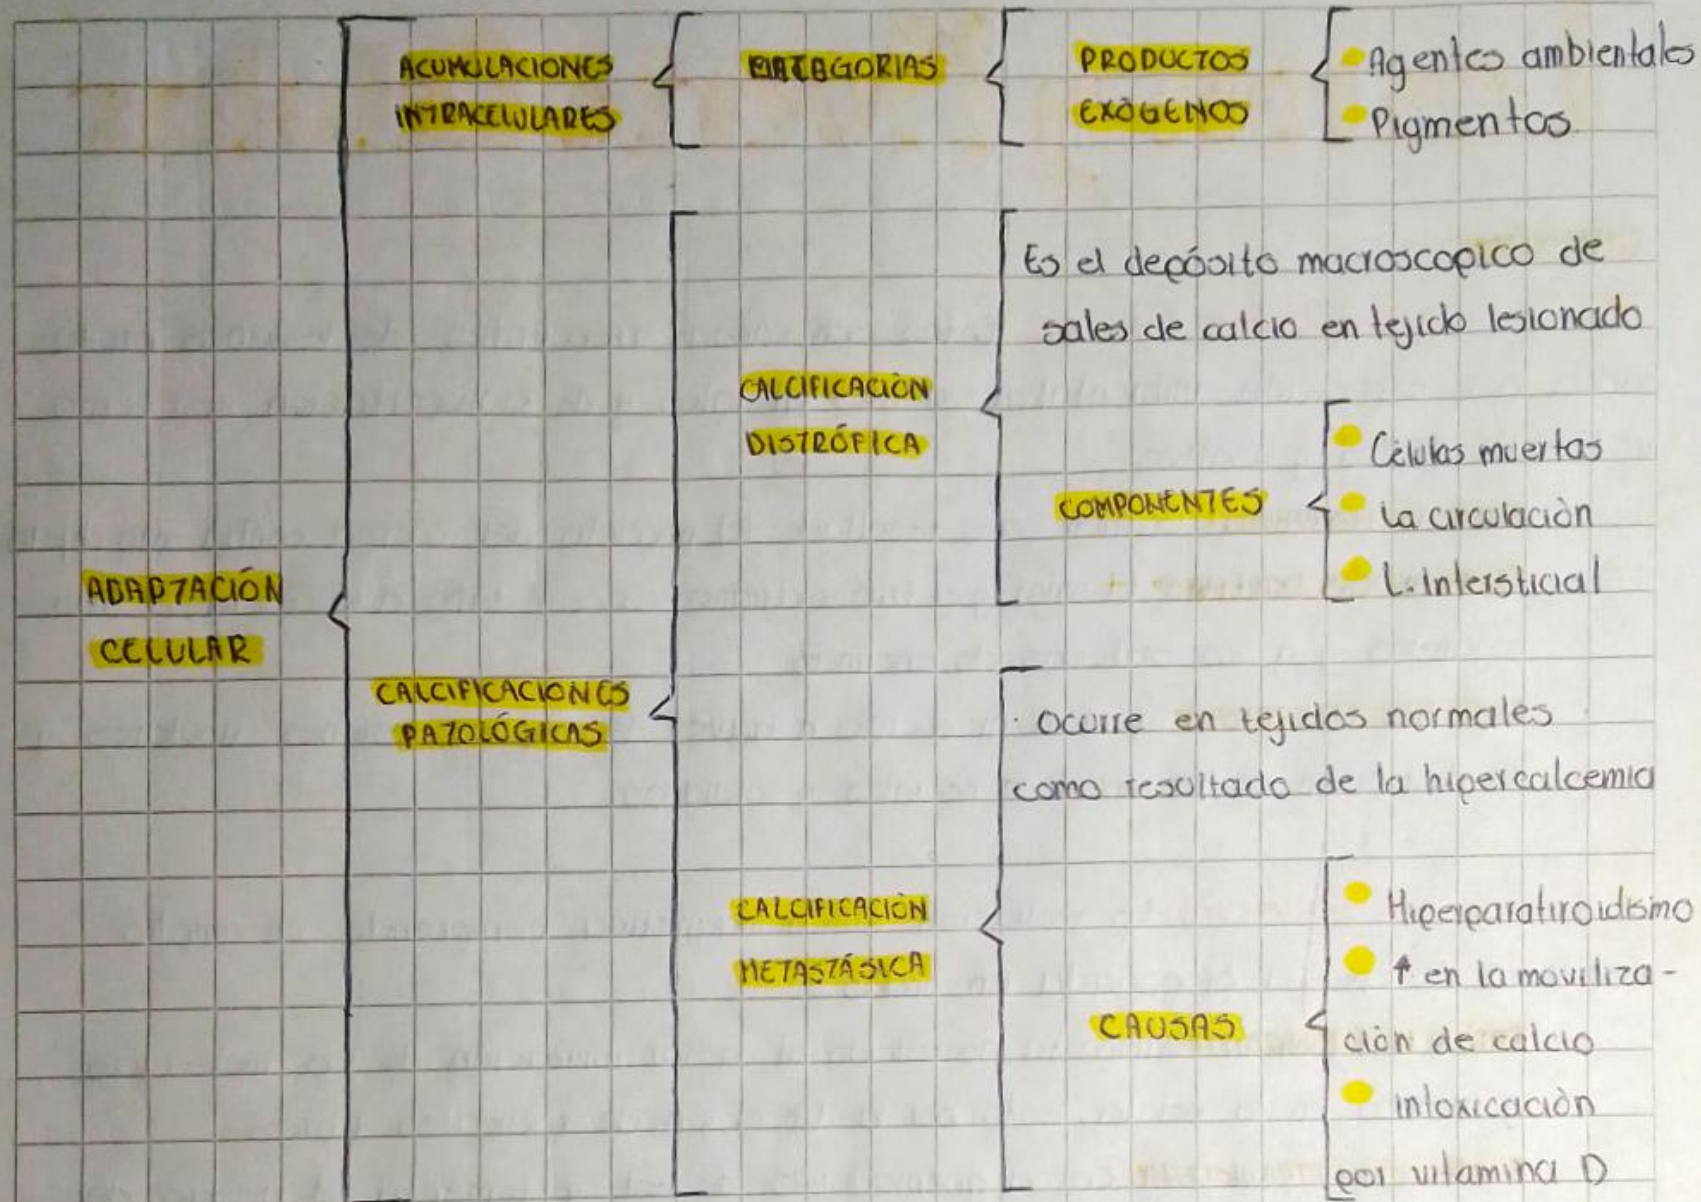 ADAPTACIÓN
CELULAR
ACUMULACIONES
INTRACELULARES
CATEGORIAS
PRODUCTOS
EXÓGENOS
Agentes ambientales
Pigmentos
CALCIFICACIONES
PATOLÓGICAS
CALCIFICACIÓN
DISTRÓFICA
Es el depósito macroscopico de
sales de calcio en tejido lesionado
COMPONENTES
Células muertas
La circulación
L. Intersticial
CALCIFICACIÓN
METASTÁSICA
· ocurre en tejidos normales
como resultado de la hipercalcemia
CAUSAS
Hiperparatiroidismo
↑ en la moviliza-
ción de calcio
intoxicación
por vitamina D